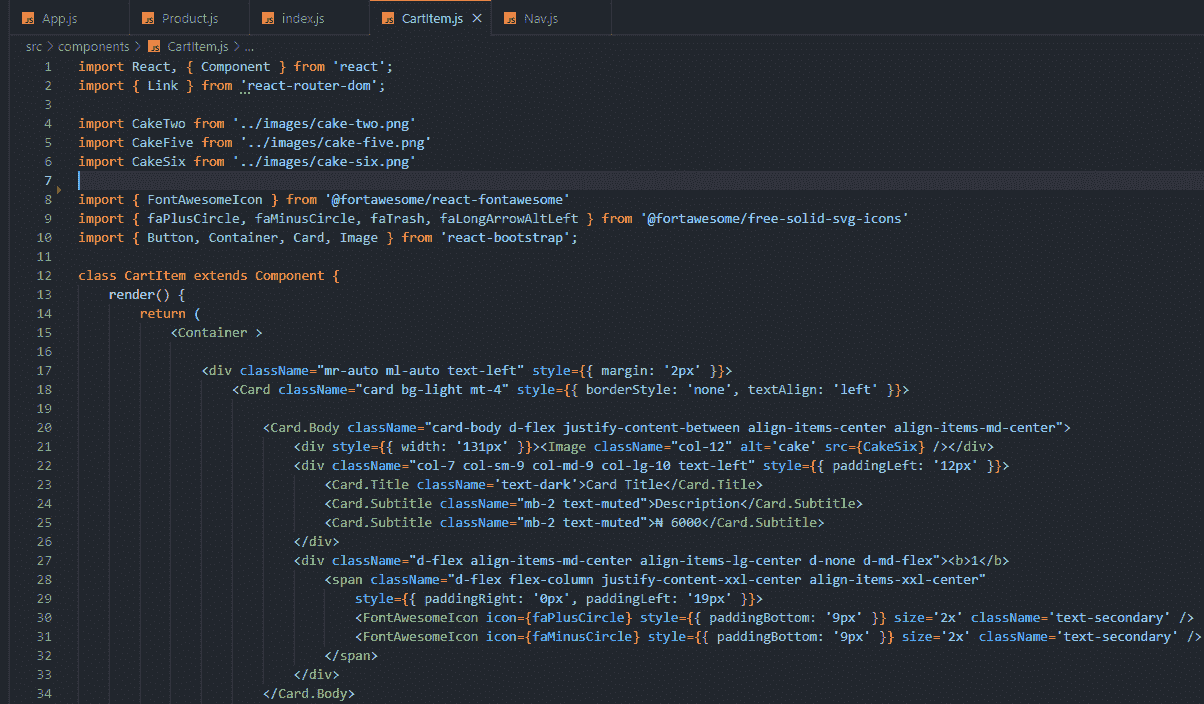 JS App.js JS Product.js JS index.js JS CartItem.js × JS Nav.js
src > components > JS CartItem.js > ...
1 import React, { Component } from 'react';
2 import { Link } from 'react-router-dom';
3
4 import CakeTwo from '../images/cake-two.png'
5 import CakeFive from '../images/cake-five.png'
6 import CakeSix from '../images/cake-six.png'
7
8 import { FontAwesomeIcon } from '@fortawesome/react-fontawesome'
9 import { faPlusCircle, faMinusCircle, faTrash, faLongArrowAltLeft } from '@fortawesome/free-solid-svg-icons'
10 import { Button, Container, Card, Image } from 'react-bootstrap';
11
12 class CartItem extends Component {
13 render() {
14 return (
15 <Container >
16
17 <div className="mr-auto ml-auto text-left" style={{ margin: '2px' }}>
18 <Card className="card bg-light mt-4" style={{ borderStyle: 'none', textAlign: 'left' }}>
19
20 <Card.Body className="card-body d-flex justify-content-between align-items-center align-items-md-center">
21 <div style={{ width: '131px' }}><Image className="col-12" alt='cake' src={CakeSix} /></div>
22 <div className="col-7 col-sm-9 col-md-9 col-lg-10 text-left" style={{ paddingLeft: '12px' }}>
23 <Card.Title className='text-dark'>Card Title</Card.Title>
24 <Card.Subtitle className="mb-2 text-muted">Description</Card.Subtitle>
25 <Card.Subtitle className="mb-2 text-muted">₦ 6000</Card.Subtitle>
26 </div>
27 <div className="d-flex align-items-md-center align-items-lg-center d-none d-md-flex"><b>1</b>
28 <span className="d-flex flex-column justify-content-xxl-center align-items-xxl-center"
29 style={{ paddingRight: '0px', paddingLeft: '19px' }}>
30 <FontAwesomeIcon icon={faPlusCircle} style={{ paddingBottom: '9px' }} size='2x' className='text-secondary' />
31 <FontAwesomeIcon icon={faMinusCircle} style={{ paddingBottom: '9px' }} size='2x' className='text-secondary' />
32 </span>
33 </div>
34 </Card.Body>